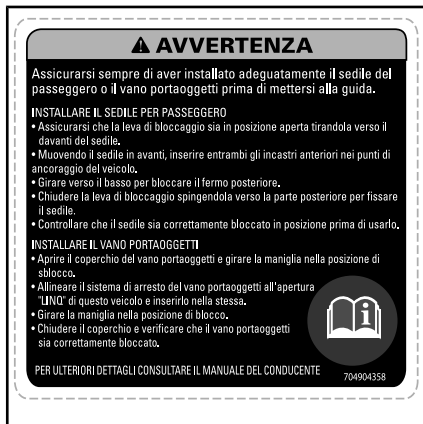 AVVERTENZA
Assicurarsi sempre di aver installato adeguatamente il sedile del
passeggero o il vano portaoggetti prima di mettersi alla guida.
INSTALLARE IL SEDILE PER PASSEGGERO
• Assicurarsi che la leva di bloccaggio sia in posizione aperta tirandola verso il
davanti del sedile.
• Muovendo il sedile in avanti, inserire entrambi gli incastri anteriori nei punti di
ancoraggio del veicolo.
• Girare verso il basso per bloccare il fermo posteriore.
• Chiudere la leva di bloccaggio spingendola verso la parte posteriore per fissare
il sedile.
• Controllare che il sedile sia correttamente bloccato in posizione prima di usarlo.
INSTALLARE IL VANO PORTAOGGETTI
• Aprire il coperchio del vano portaoggetti e girare la maniglia nella posizione di
sblocco.
• Allineare il sistema di arresto del vano portaoggetti all'apertura
"LINQ" di questo veicolo e inserirlo nella stessa.
• Girare la maniglia nella posizione di blocco.
• Chiudere il coperchio e verificare che il vano portaoggetti
sia correttamente bloccato.
PER ULTERIORI DETTAGLI CONSULTARE IL MANUALE DEL CONDUCENTE
704904358